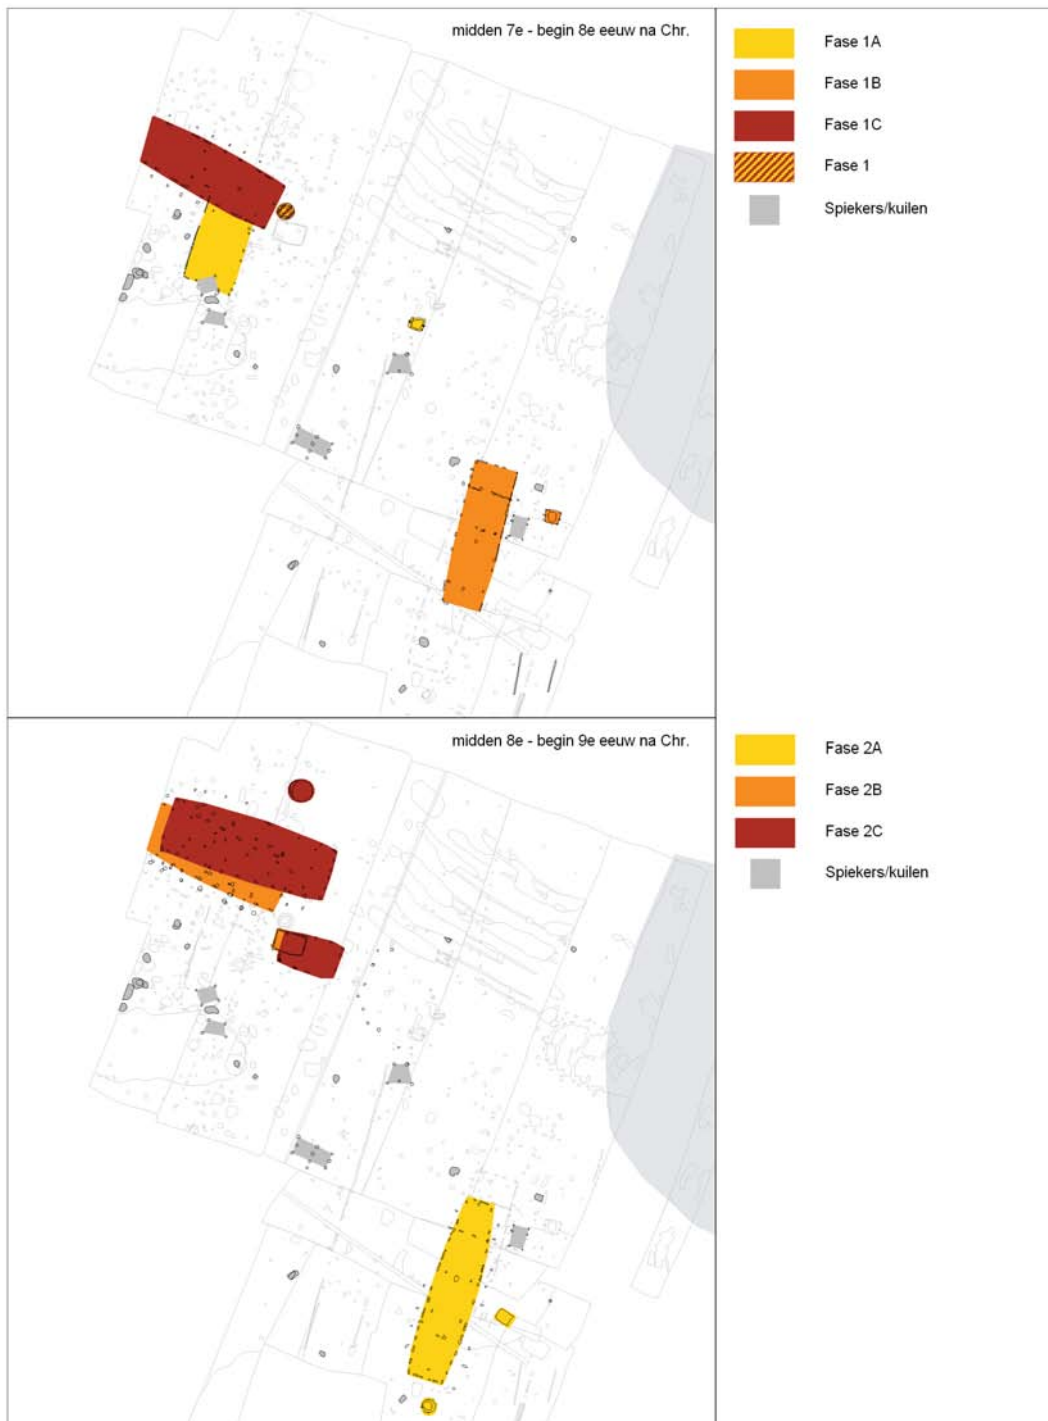 midden 7e - begin 8e eeuw na Chr.
Fase 1A
Fase 1B
Fase 1C
Fase 1
Spiekers/kuilen
midden 8e - begin 9e eeuw na Chr.
Fase 2A
Fase 2B
Fase 2C
Spiekers/kuilen